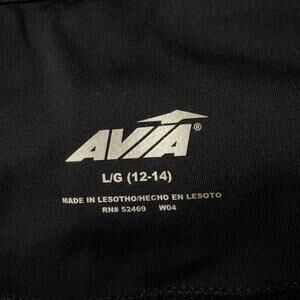 AVIA®
L/G (12-14)
MADE IN LESOTHO/HECHO EN LESOTO
RN# 52469 W04